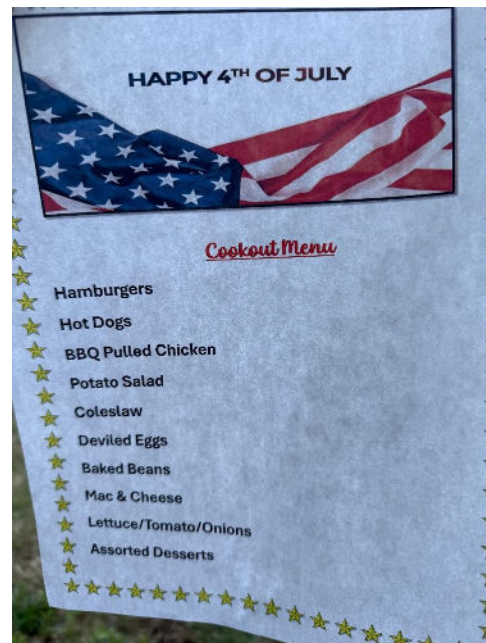 HAPPY 4TH OF JULY
Cookout Menu
Hamburgers
Hot Dogs
BBQ Pulled Chicken
Potato Salad
Coleslaw
Deviled Eggs
Baked Beans
Mac & Cheese
Lettuce/Tomato/Onions
Assorted Desserts